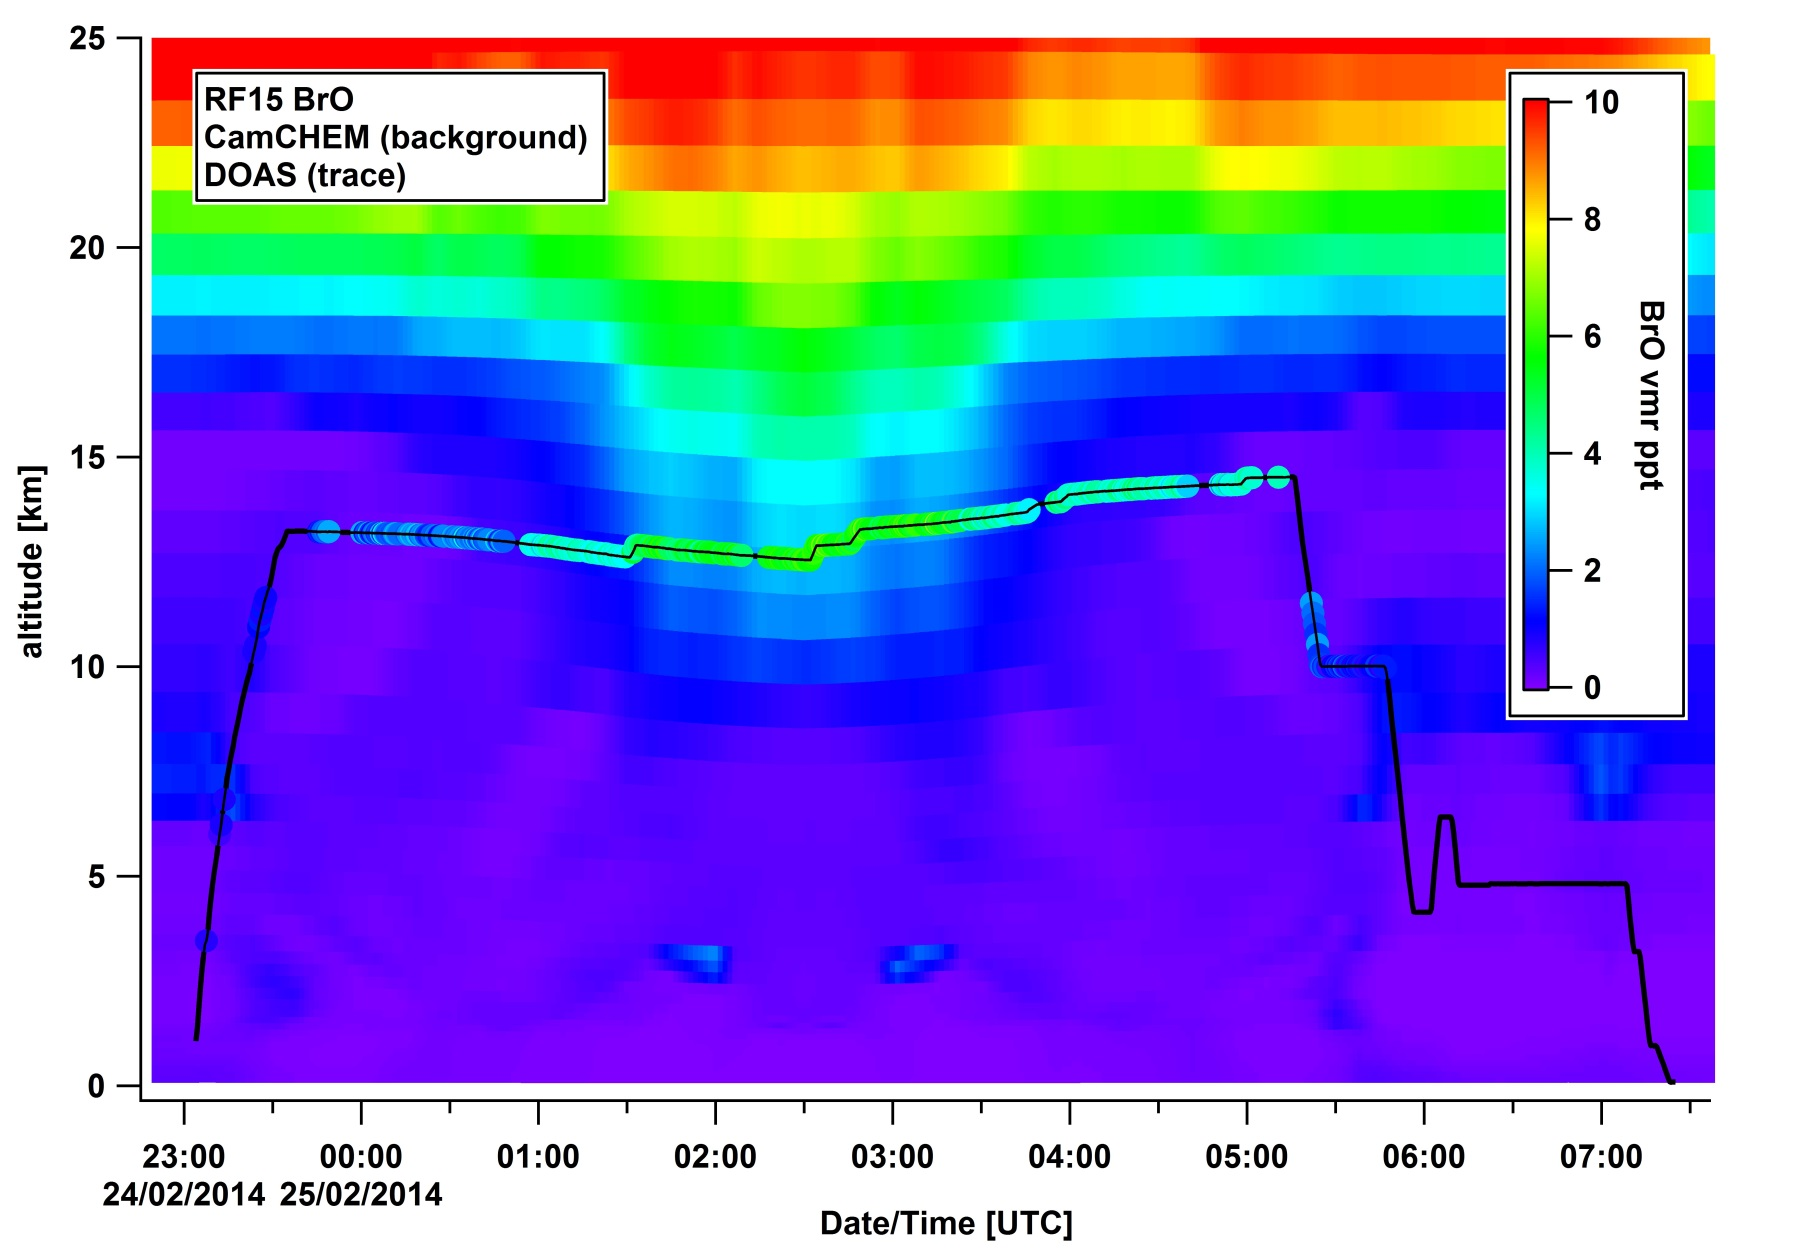 25
20
15
10
5
0
altitude [km]
RF15 BrO
CamCHEM (background)
DOAS (trace)
10
8
6
4
2
0
BrO vmr ppt
23:00 00:00 01:00 02:00 03:00 04:00 05:00 06:00 07:00
24/02/2014 25/02/2014
Date/Time [UTC]